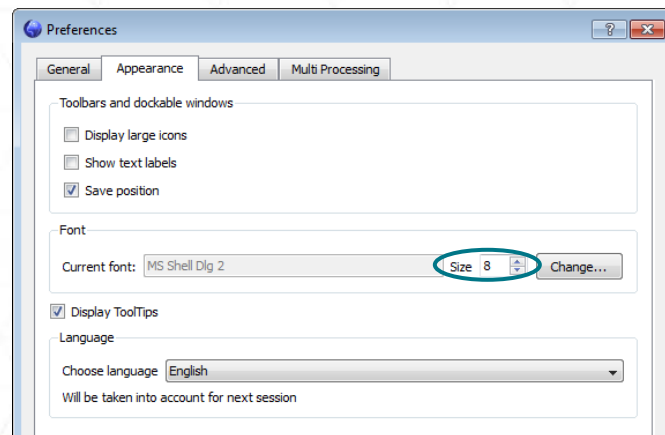 Preferences
General Appearance Advanced Multi Processing
Toolbars and dockable windows
Display large icons
Show text labels
Save position
Font
Current font: MS Shell Dlg 2 Size 8 Change...
Display ToolTips
Language
Choose language English
Will be taken into account for next session